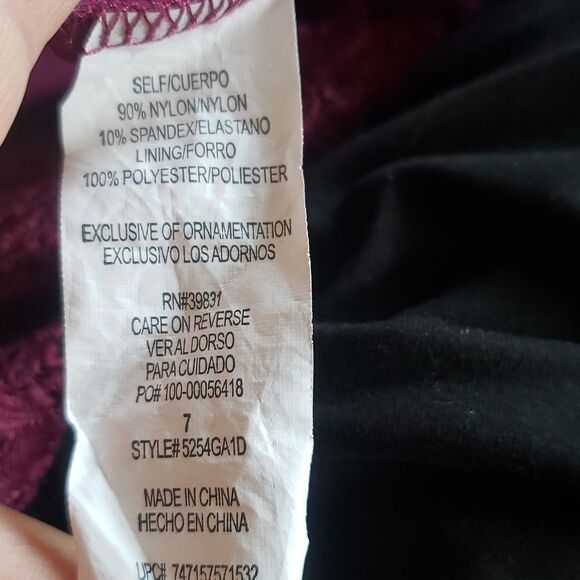 SELF/CUERPO
90% NYLON/NYLON
10% SPANDEX/ELASTANO
LINING/FORRO
100% POLYESTER/POLIESTER
EXCLUSIVE OF ORNAMENTATION
EXCLUSIVO LOS ADORNOS
RN#39831
CARE ON REVERSE
VER AL DORSO
PARA CUIDADO
PO# 100-00056418
7
STYLE# 5254GA1D
MADE IN CHINA
HECHO EN CHINA
UPC# 747157571532